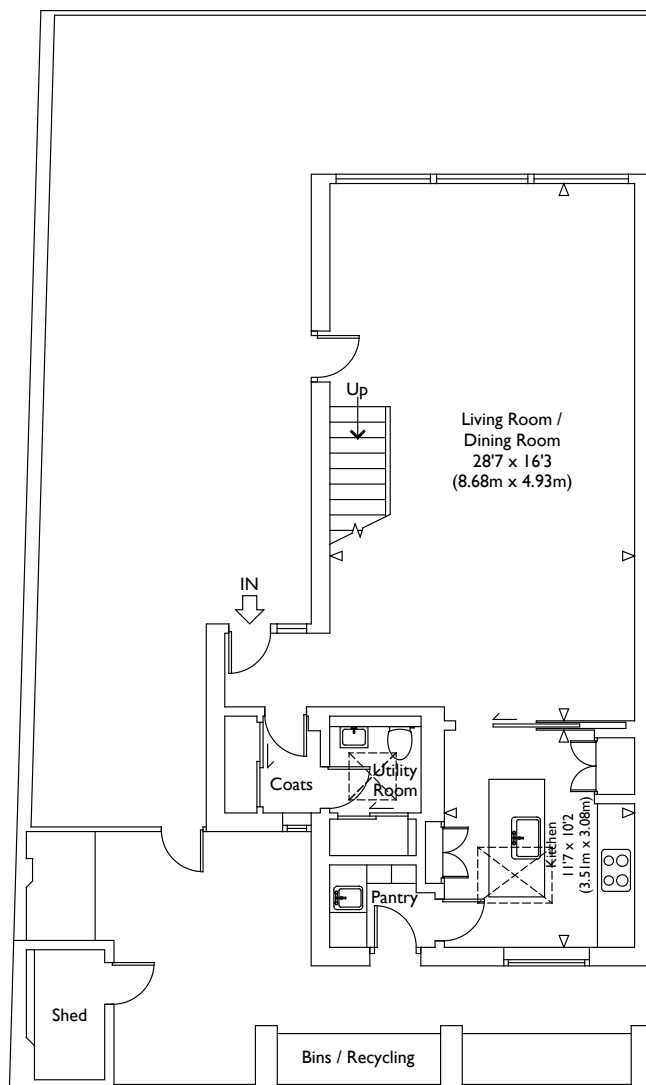 Up
Living Room /
Dining Room
28'7 x 16'3
(8.68m x 4.93m)
IN
Coats
Utility
Room
Kitchen
11'7 x 10'2
(3.51m x 3.08m)
Pantry
Shed
Bins / Recycling